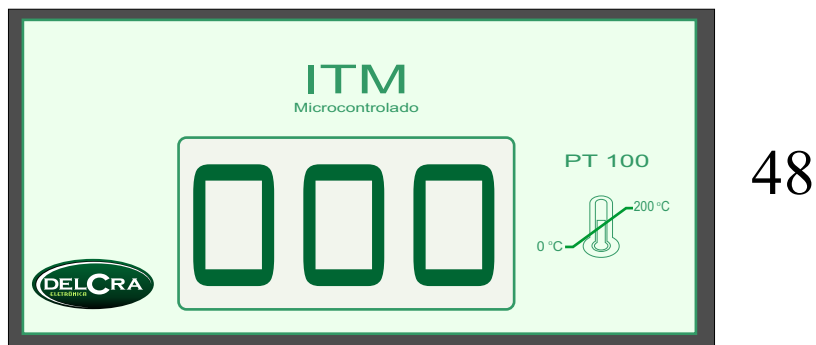 ITM
Microcontrolado
000
PT 100
200 °C
0 °C
DELCRA
ELETRÔNICA
48